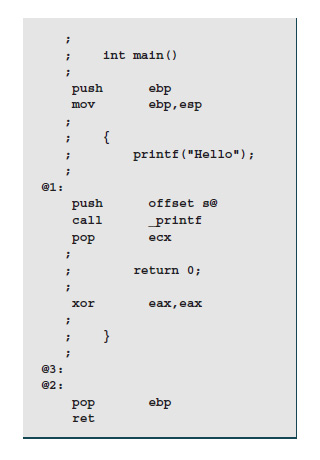 ;
;    int main()
;
push      ebp
mov       ebp,esp
;
;    {
;        printf("Hello");
;
@1:
push      offset s@
call      _printf
pop       ecx
;
;        return 0;
;
xor       eax,eax
;
;    }
;
@3:
@2:
pop       ebp
ret